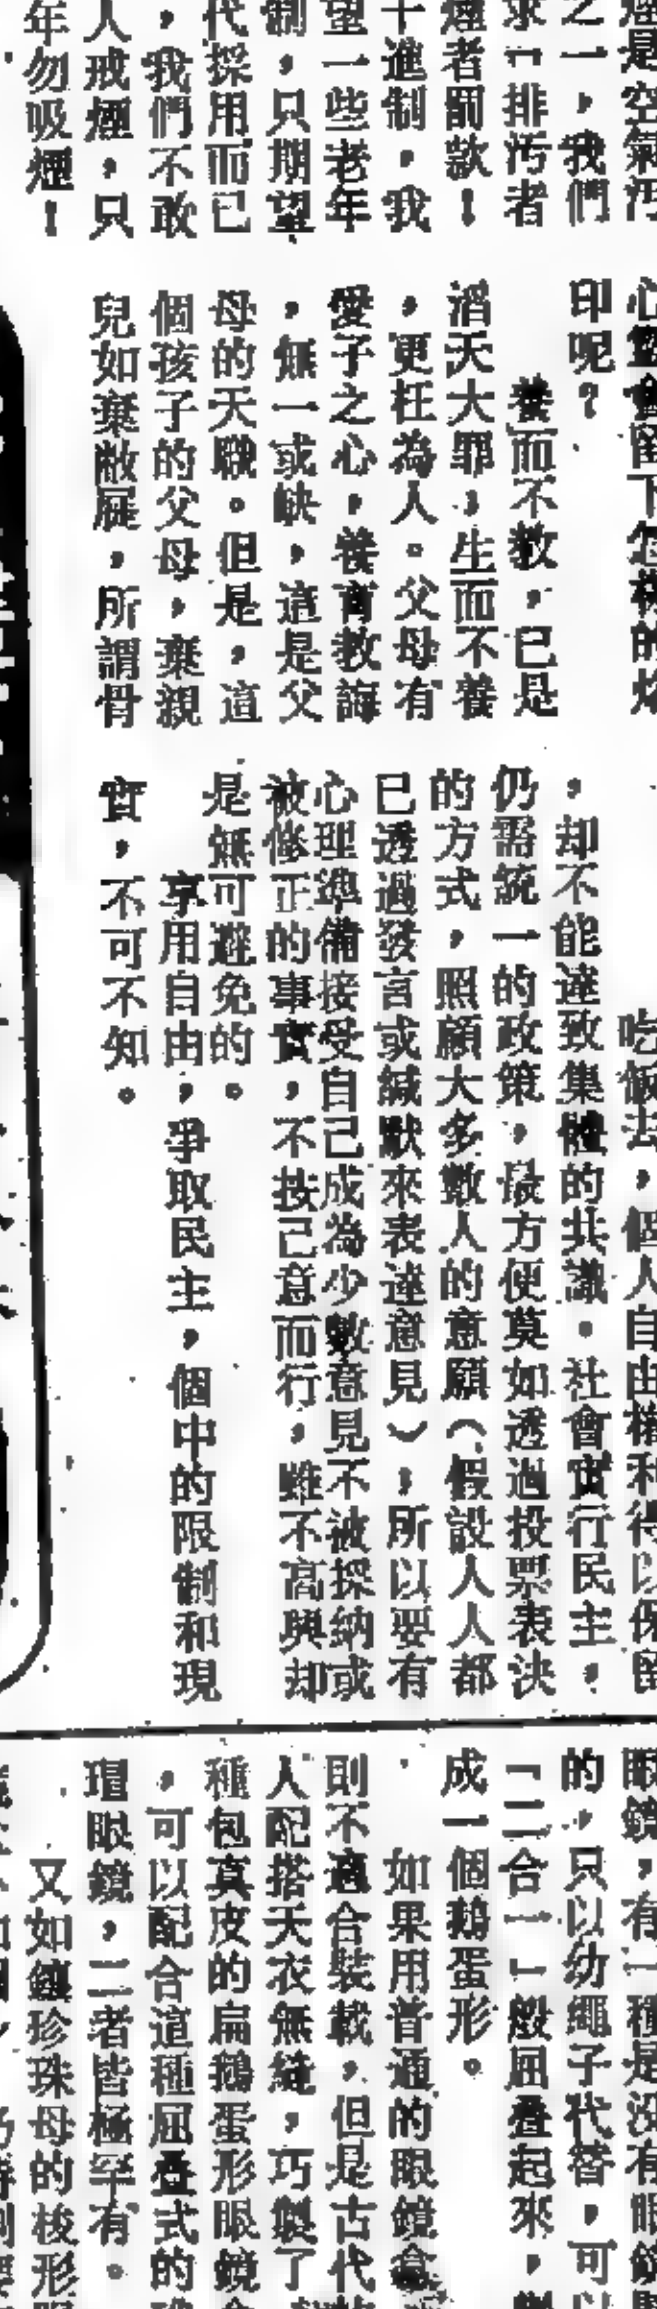 煙是空氣污
之一，我們
求「排污者
煙者罰款！
十進制，我
望一些老年
制，只期望
代採用而已
，我們不敢
人戒煙，只
年勿吸煙！
心靈會留下怎樣的烙
印呢？
養而不教，已是
滔天大罪，生而不養
，更枉為人。父母有
愛子之心，養育教誨
，無一或缺，這是父
母的天職。但是，這
個孩子的父母，棄親
兒如棄敝屣，所謂骨
吃飯去，個人自由權利得以保留
，却不能達致集體的共識。社會實行民主，
仍需統一的政策，最方便莫如透過投票表決
的方式，照顧大多數人的意願（假設人人都
已透過發言或緘默來表達意見），所以要有
心理準備接受自己成為少數意見不被採納或
被修正的事實，不按己意而行，雖不高興却
是無可避免的。
享用自由，爭取民主，個中的限制和現
實，不可不知。
眼鏡，有一種是沒有眼鏡
的，只以幼繩子代替，可以
「二合一」般屈叠起來，
成一個鵝蛋形。
如果用普通的眼鏡盒，
則不適合裝載，但是古代
人配搭天衣無縫，巧製了
種包真皮的扁鵝蛋形眼鏡
，可以配合這種屈叠式的
瑁眼鏡，二者皆極罕有。
又如鑲珍珠母的梭形